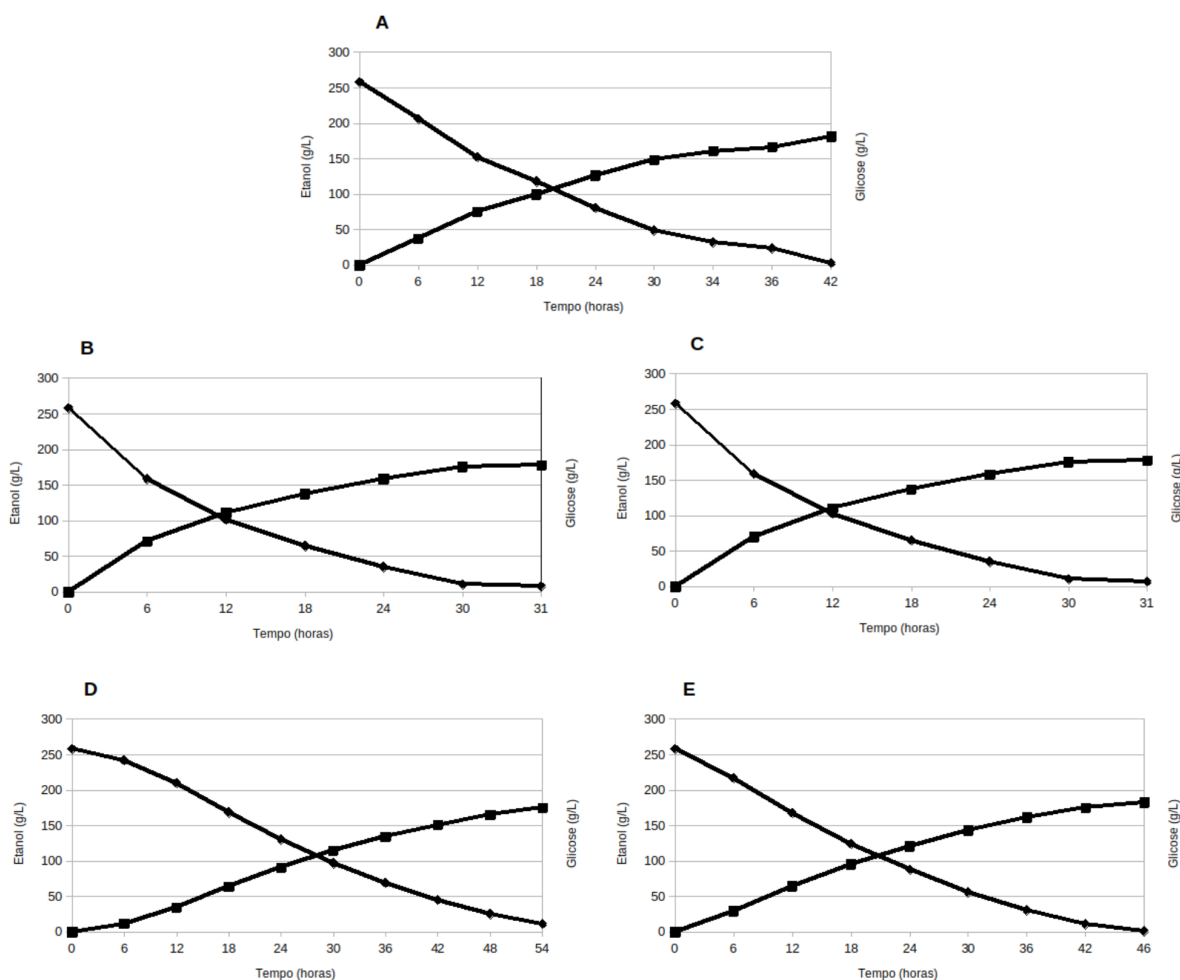 A
300
250
200
150
100
50
0
Etanol (g/L)
Glicose (g/L)
0 6 12 18 24 30 34 36 42
Tempo (horas)
B
300
250
200
150
100
50
0
Etanol (g/L)
Glicose (g/L)
0 6 12 18 24 30 31
Tempo (horas)
C
300
250
200
150
100
50
0
Etanol (g/L)
Glicose (g/L)
0 6 12 18 24 30 31
Tempo (horas)
D
300
250
200
150
100
50
0
Etanol (g/L)
Glicose (g/L)
0 6 12 18 24 30 36 42 48 54
Tempo (horas)
E
300
250
200
150
100
50
0
Etanol (g/L)
Glicose (g/L)
0 6 12 18 24 30 36 42 46
Tempo (horas)